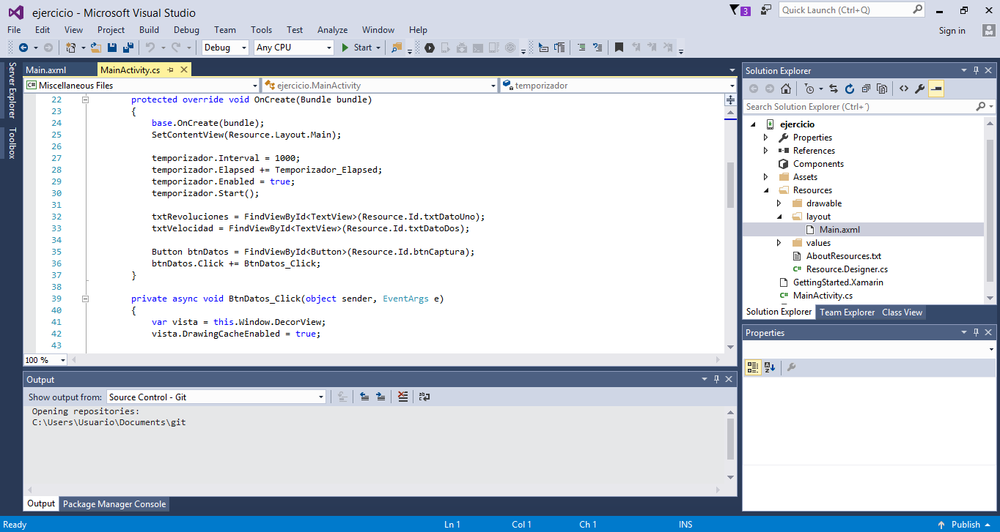 ejercicio - Microsoft Visual Studio
3
Quick Launch (Ctrl+Q)
File Edit View Project Build Debug Team Tools Test Analyze Window Help
Sign in
Debug Any CPU Start
Server Explorer
Toolbox
Main.axml MainActivity.cs
Miscellaneous Files ejercicio.MainActivity temporizador
22 protected override void OnCreate(Bundle bundle)
23 {
24 base.OnCreate(bundle);
25 SetContentView(Resource.Layout.Main);
26
27 temporizador.Interval = 1000;
28 temporizador.Elapsed += Temporizador_Elapsed;
29 temporizador.Enabled = true;
30 temporizador.Start();
31
32 txtRevoluciones = FindViewById<TextView>(Resource.Id.txtDatoUno);
33 txtVelocidad = FindViewById<TextView>(Resource.Id.txtDatoDos);
34
35 Button btnDatos = FindViewById<Button>(Resource.Id.btnCaptura);
36 btnDatos.Click += BtnDatos_Click;
37 }
38
39 private async void BtnDatos_Click(object sender, EventArgs e)
40 {
41 var vista = this.Window.DecorView;
42 vista.DrawingCacheEnabled = true;
43
100 %
Output
Show output from: Source Control - Git
Opening repositories:
C:\Users\Usuario\Documents\git
Output Package Manager Console
Solution Explorer
Search Solution Explorer (Ctrl+´)
ejercicio
Properties
References
Components
Assets
Resources
drawable
layout
Main.axml
values
AboutResources.txt
Resource.Designer.cs
GettingStarted.Xamarin
MainActivity.cs
Solution Explorer Team Explorer Class View
Properties
Ready Ln 1 Col 1 Ch 1 INS Publish